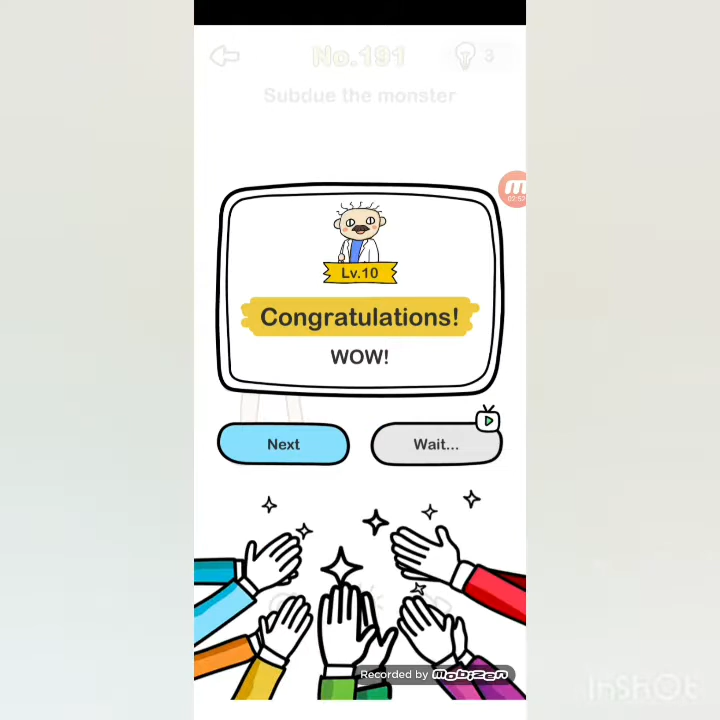 No.191
3
Subdue the monster
Lv.10
Congratulations!
WOW!
Next
Wait...
Recorded by mobizen
INSHOT